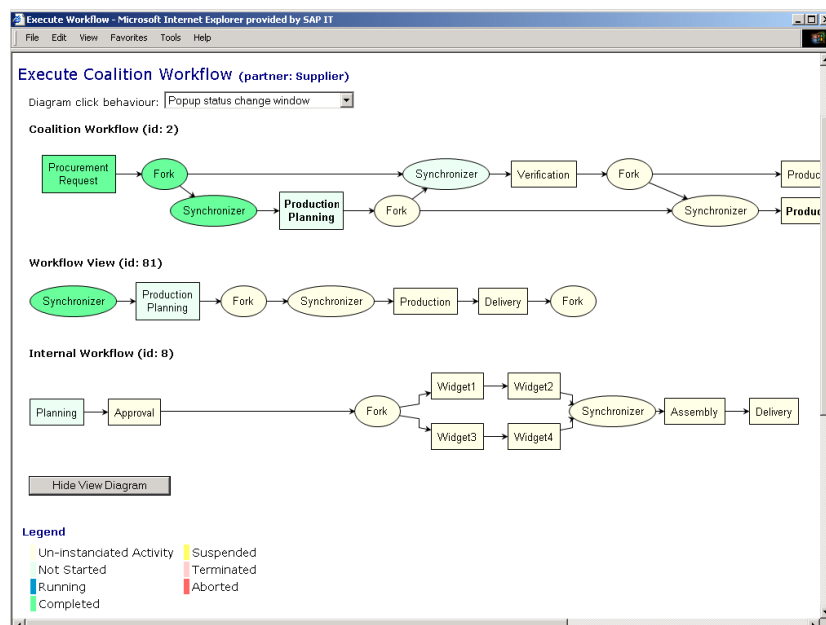 Execute Workflow - Microsoft Internet Explorer provided by SAP IT
File Edit View Favorites Tools Help
Execute Coalition Workflow (partner: Supplier)
Diagram click behaviour: Popup status change window
Coalition Workflow (id: 2)
Procurement
Request
Fork
Synchronizer
Verification
Fork
Produc
Synchronizer
Production
Planning
Fork
Synchronizer
Produc
Workflow View (id: 81)
Synchronizer
Production
Planning
Fork
Synchronizer
Production
Delivery
Fork
Internal Workflow (id: 8)
Planning
Approval
Fork
Widget1
Widget2
Widget3
Widget4
Synchronizer
Assembly
Delivery
Hide View Diagram
Legend
Un-instanciated Activity
Suspended
Not Started
Terminated
Running
Aborted
Completed